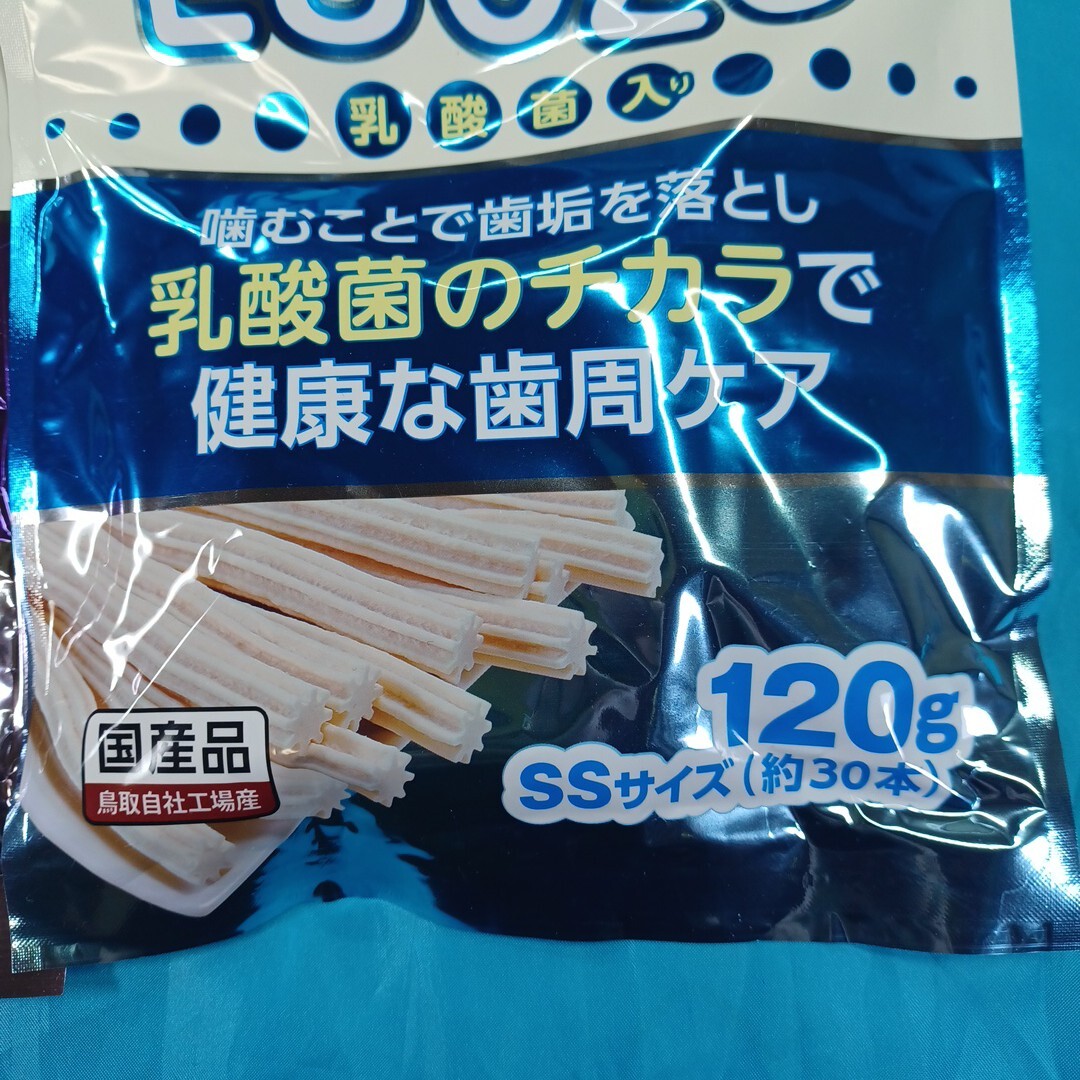 乳酸菌入り
噛むことで歯垢を落とし
乳酸菌のチカラで
健康な歯周ケア
120g
SSサイズ(約30本)
国産品
鳥取自社工場産